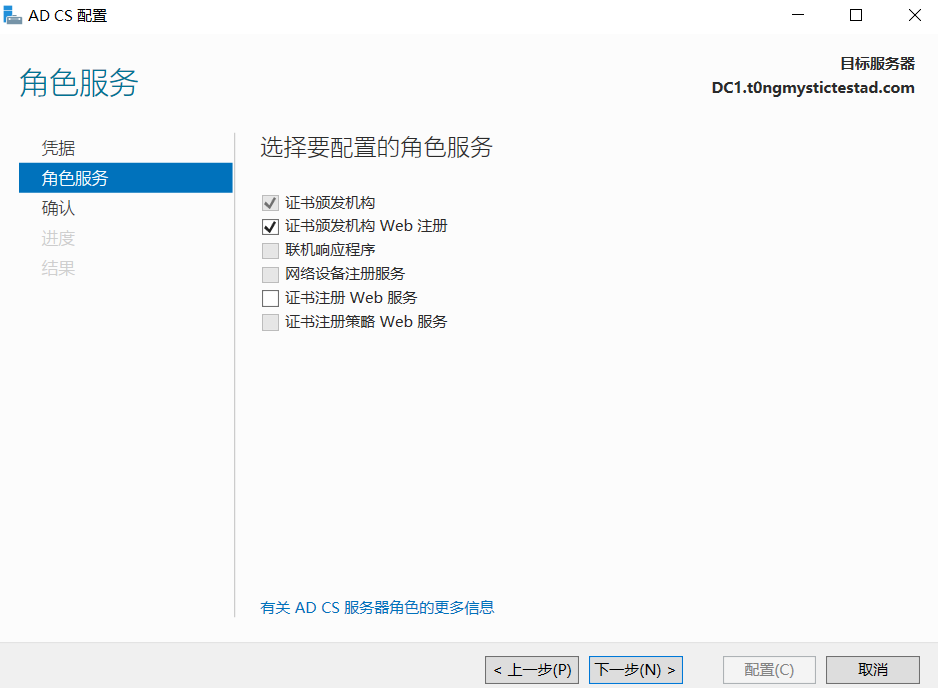 AD CS 配置
角色服务
目标服务器
DC1.t0ngmystictestad.com
凭据
角色服务
确认
进度
结果
选择要配置的角色服务
证书颁发机构
证书颁发机构 Web 注册
联机响应程序
网络设备注册服务
证书注册 Web 服务
证书注册策略 Web 服务
有关 AD CS 服务器角色的更多信息
< 上一步(P)
下一步(N) >
配置(C)
取消